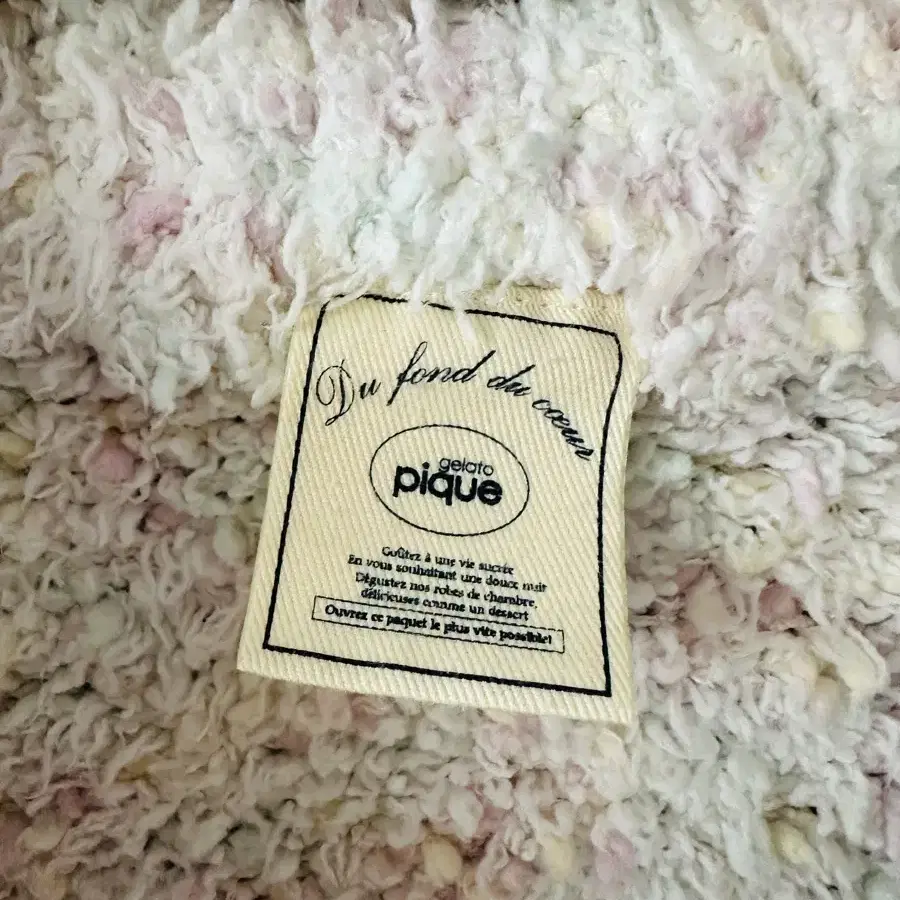 Du fond du cœur
gelato
pique
Goûtez à une vie sucrée
En vous souhaitant une douce nuit
Dégustez nos robes de chambre,
délicieuses comme un dessert
Ouvrez ce paquet le plus vite possible!